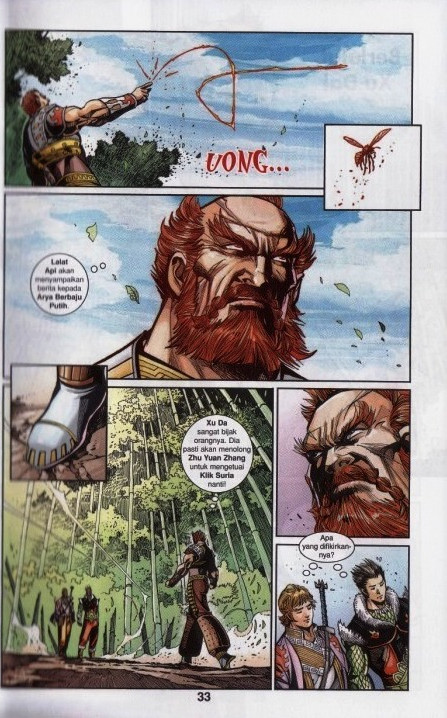 UONG...
Lalat
Api akan
menyampaikan
berita kepada
Arya Berbaju
Putih.
Xu Da
sangat bijak
orangnya. Dia
pasti akan menolong
Zhu Yuan Zhang
untuk mengetuai
Klik Suria
nanti!
Apa
yang difikirkan-
nya?
33